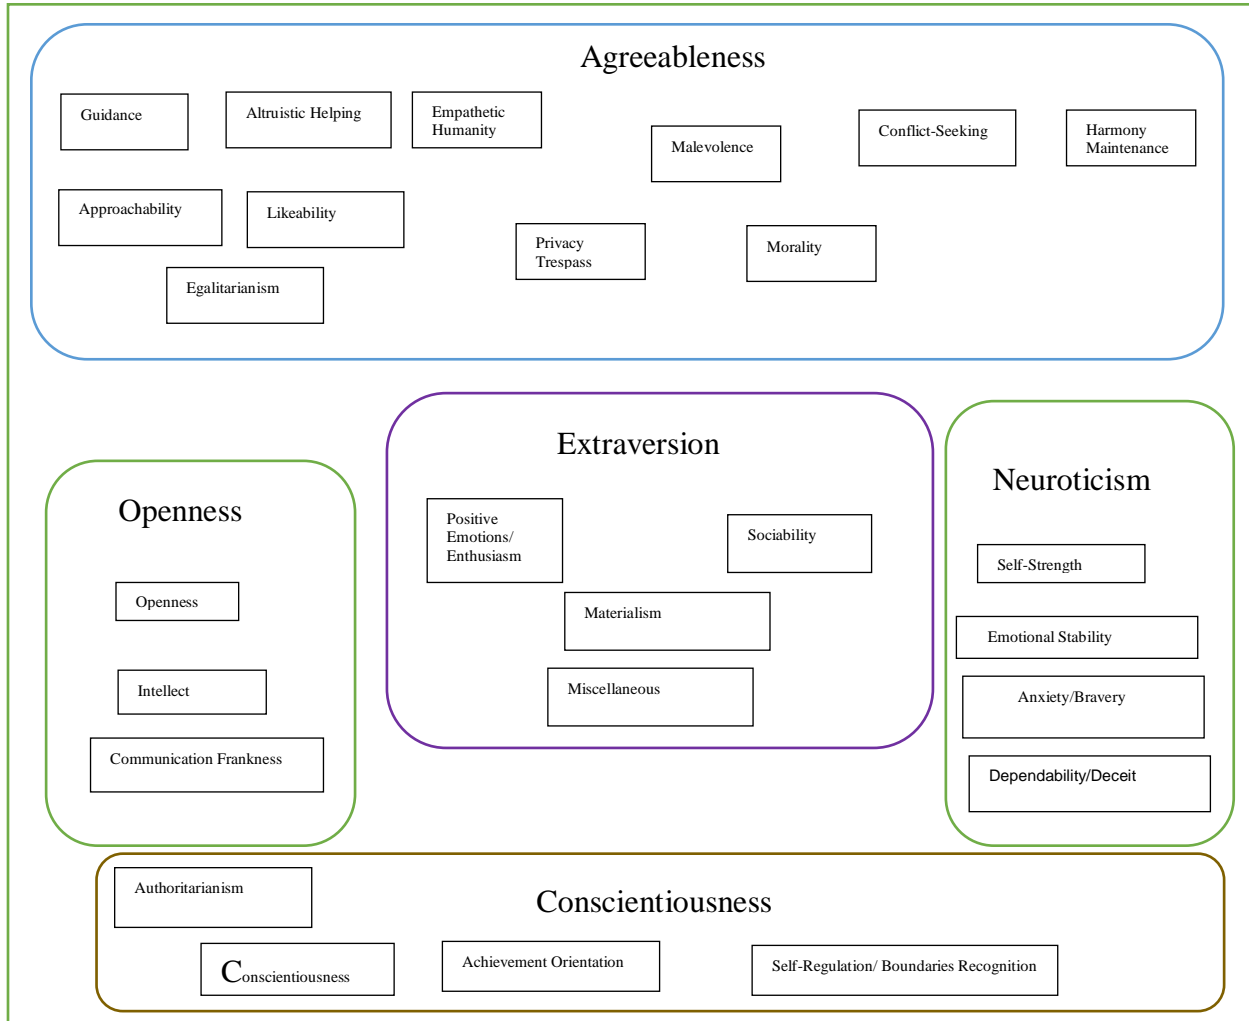 Agreeableness
Guidance
Altruistic Helping
Empathetic
Humanity
Malevolence
Conflict-Seeking
Harmony
Maintenance
Approachability
Likeability
Privacy
Trespass
Morality
Egalitarianism
Extraversion
Positive
Emotions/
Enthusiasm
Sociability
Materialism
Miscellaneous
Neuroticism
Self-Strength
Emotional Stability
Anxiety/Bravery
Dependability/Deceit
Openness
Openness
Intellect
Communication Frankness
Authoritarianism
Conscientiousness
Conscientiousness
Achievement Orientation
Self-Regulation/ Boundaries Recognition